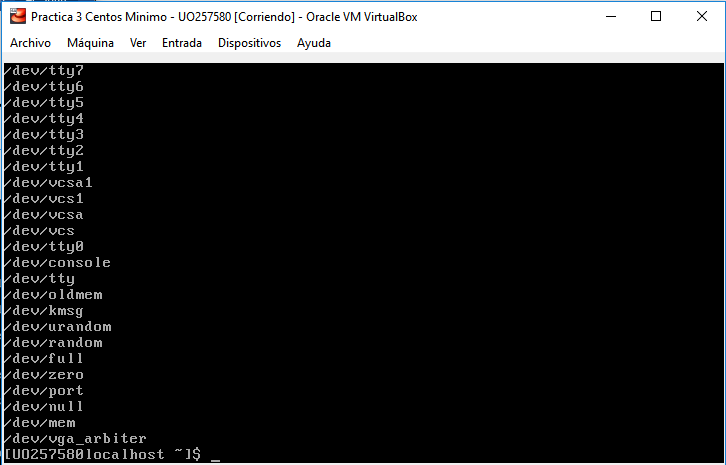 Practica 3 Centos Minimo - UO257580 [Corriendo] - Oracle VM VirtualBox
Archivo Máquina Ver Entrada Dispositivos Ayuda
/dev/tty7
/dev/tty6
/dev/tty5
/dev/tty4
/dev/tty3
/dev/tty2
/dev/tty1
/dev/vcsa1
/dev/vcs1
/dev/vcsa
/dev/vcs
/dev/tty0
/dev/console
/dev/tty
/dev/oldmem
/dev/kmsg
/dev/urandom
/dev/random
/dev/full
/dev/zero
/dev/port
/dev/null
/dev/mem
/dev/vga_arbiter
[UO257580localhost ~]$ _